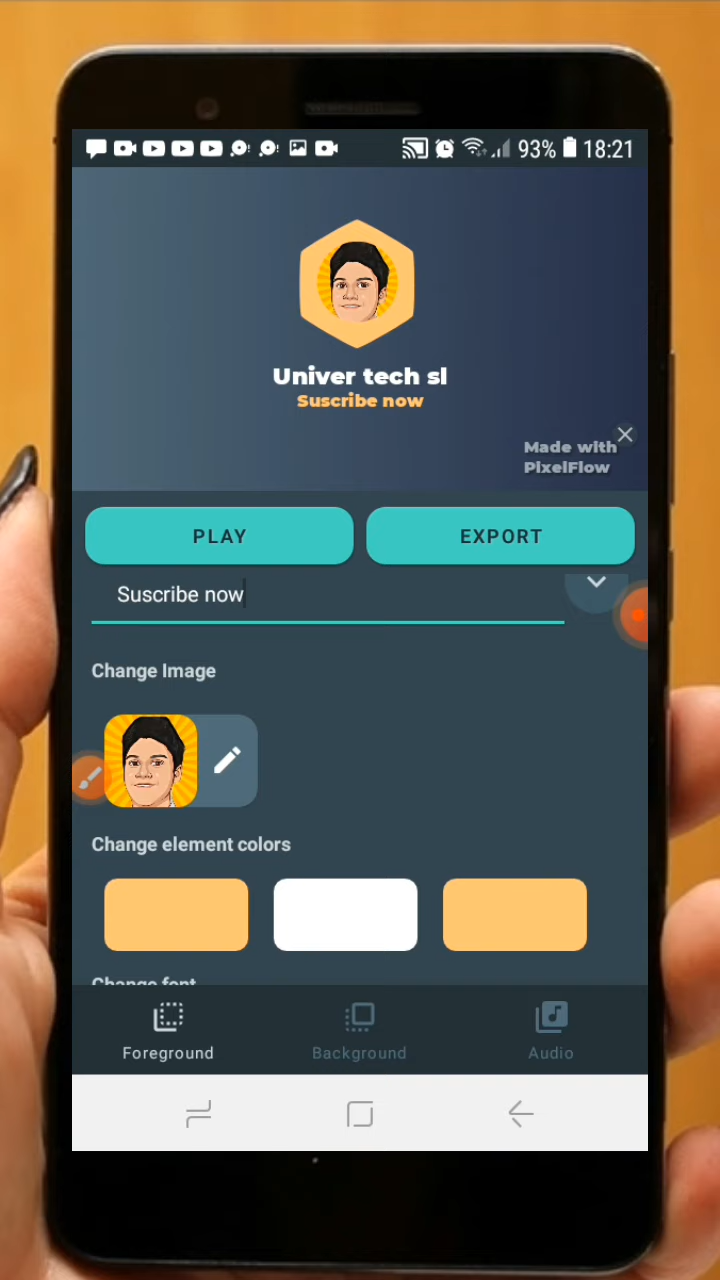 93% 18:21
Univer tech sl
Suscribe now
Made with
PixelFlow
PLAY EXPORT
Suscribe now
Change Image
Change element colors
Change font
Foreground Background Audio